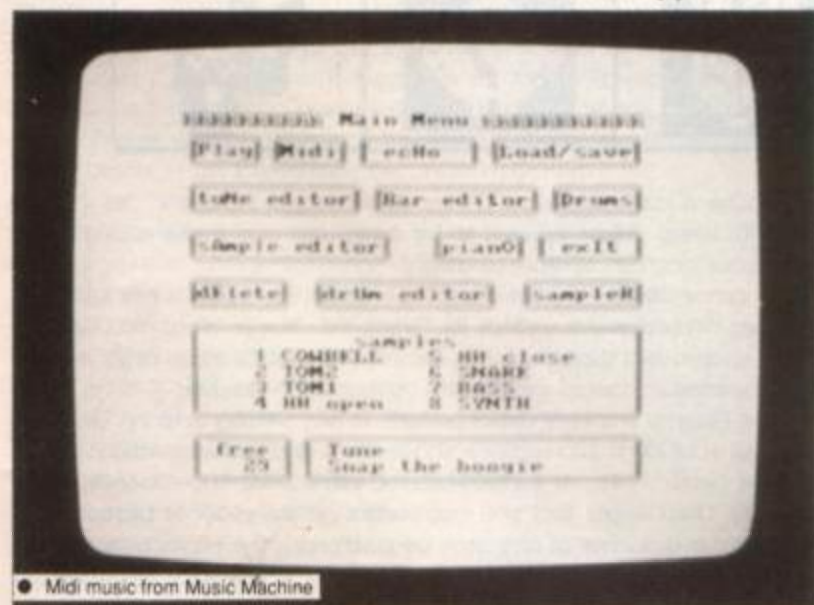 Main Menu
Play Midi ecHo Load/save
tuNe editor Bar editor Drums
sAmple editor pianO exIt
dElete drUm editor sampleR
samples
1 COWBELL 5 HH close
2 TOM2 6 SNARE
3 TOM1 7 BASS
4 HH open 8 SYNTH
free Tune
29 Snap the boogie
● Midi music from Music Machine